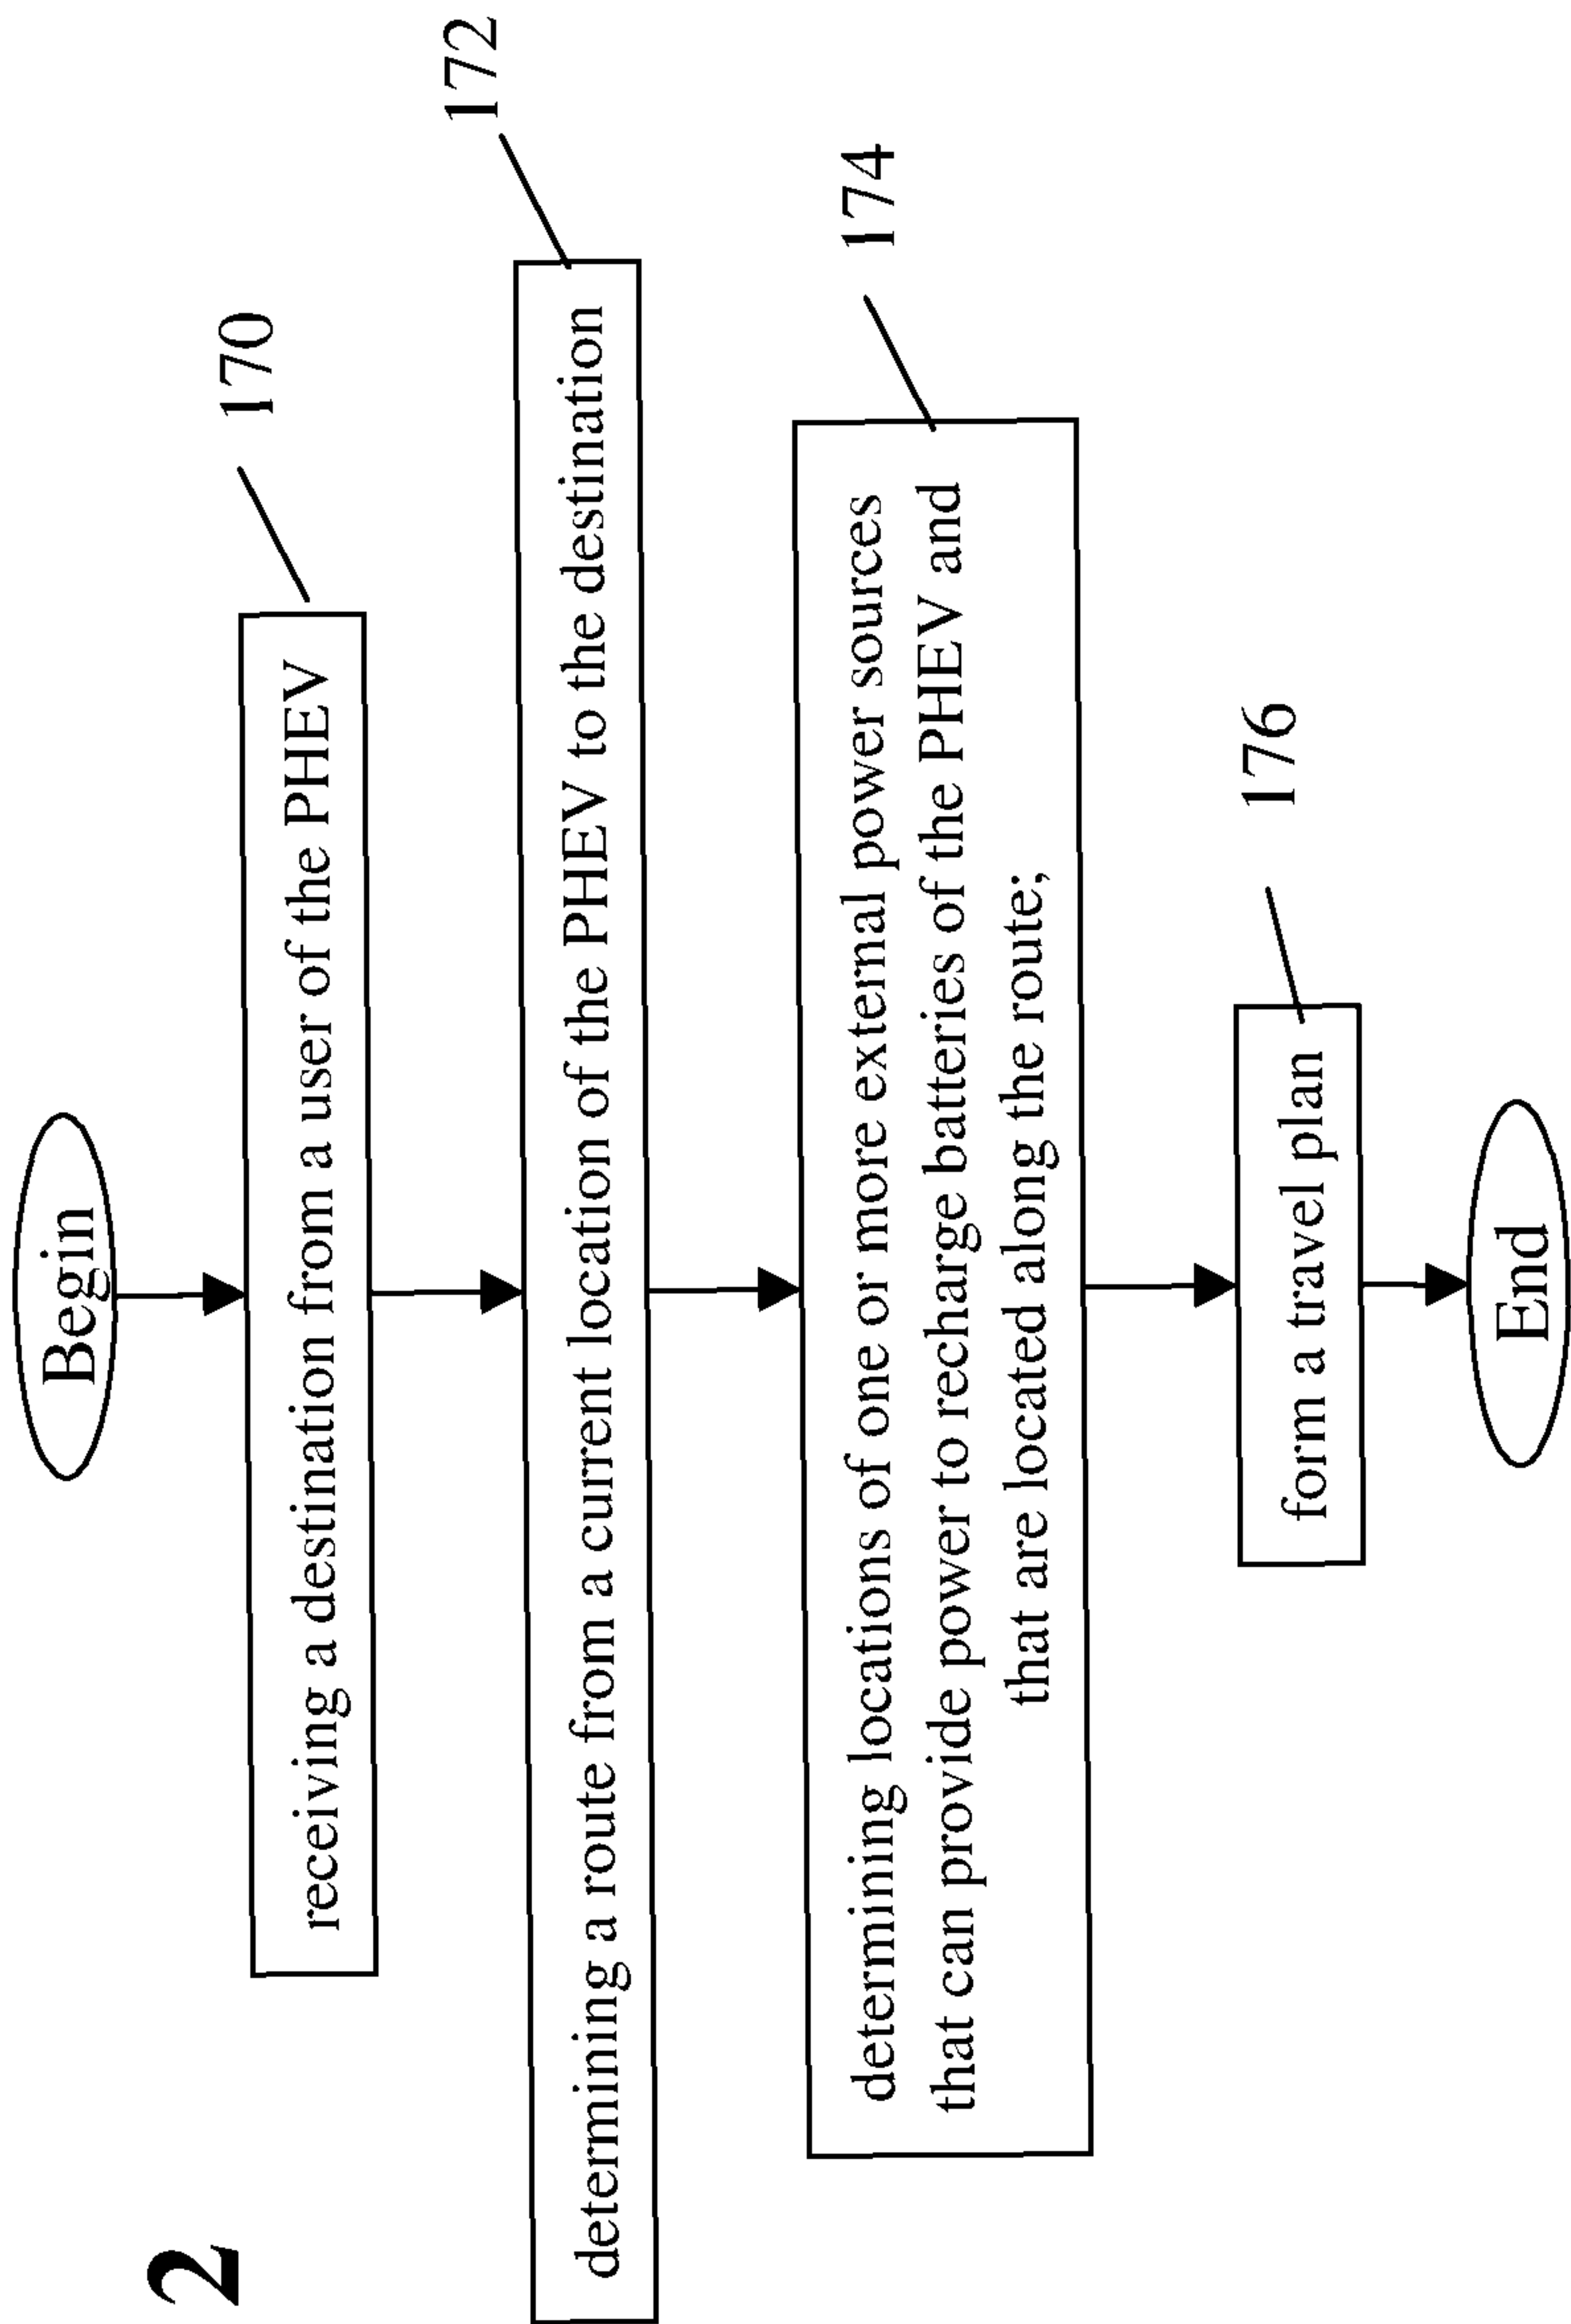 2
Begin
170
receiving a destination from a user of the PHEV
172
determining a route from a current location of the PHEV to the destination
174
determining locations of one or more external power sources
that can provide power to recharge batteries of the PHEV and
that are located along the route;
176
form a travel plan
End